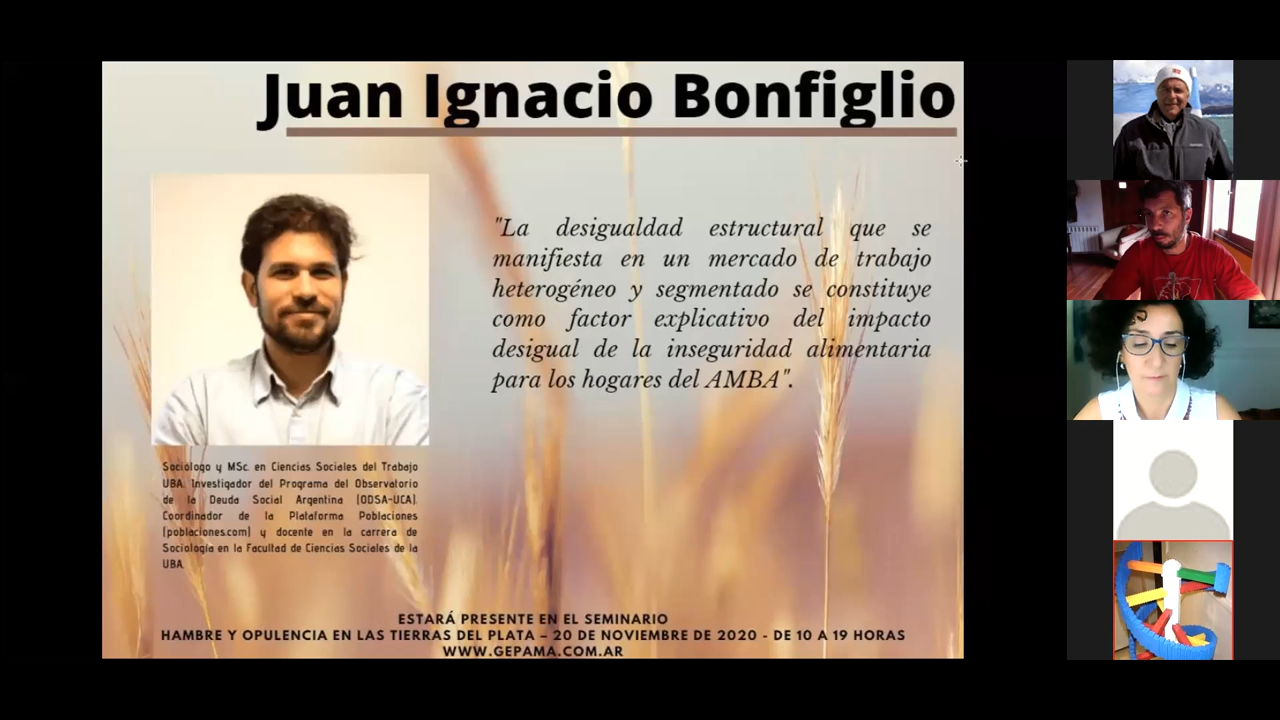 Juan Ignacio Bonfiglio
"La desigualdad estructural que se
manifiesta en un mercado de trabajo
heterogéneo y segmentado se constituye
como factor explicativo del impacto
desigual de la inseguridad alimentaria
para los hogares del AMBA".
Sociólogo y MSc. en Ciencias Sociales del Trabajo
UBA. Investigador del Programa del Observatorio
de la Deuda Social Argentina (ODSA-UCA).
Coordinador de la Plataforma Poblaciones
(poblaciones.com) y docente en la carrera de
Sociología en la Facultad de Ciencias Sociales de la
UBA.
ESTARÁ PRESENTE EN EL SEMINARIO
HAMBRE Y OPULENCIA EN LAS TIERRAS DEL PLATA – 20 DE NOVIEMBRE DE 2020 - DE 10 A 19 HORAS
WWW.GEPAMA.COM.AR